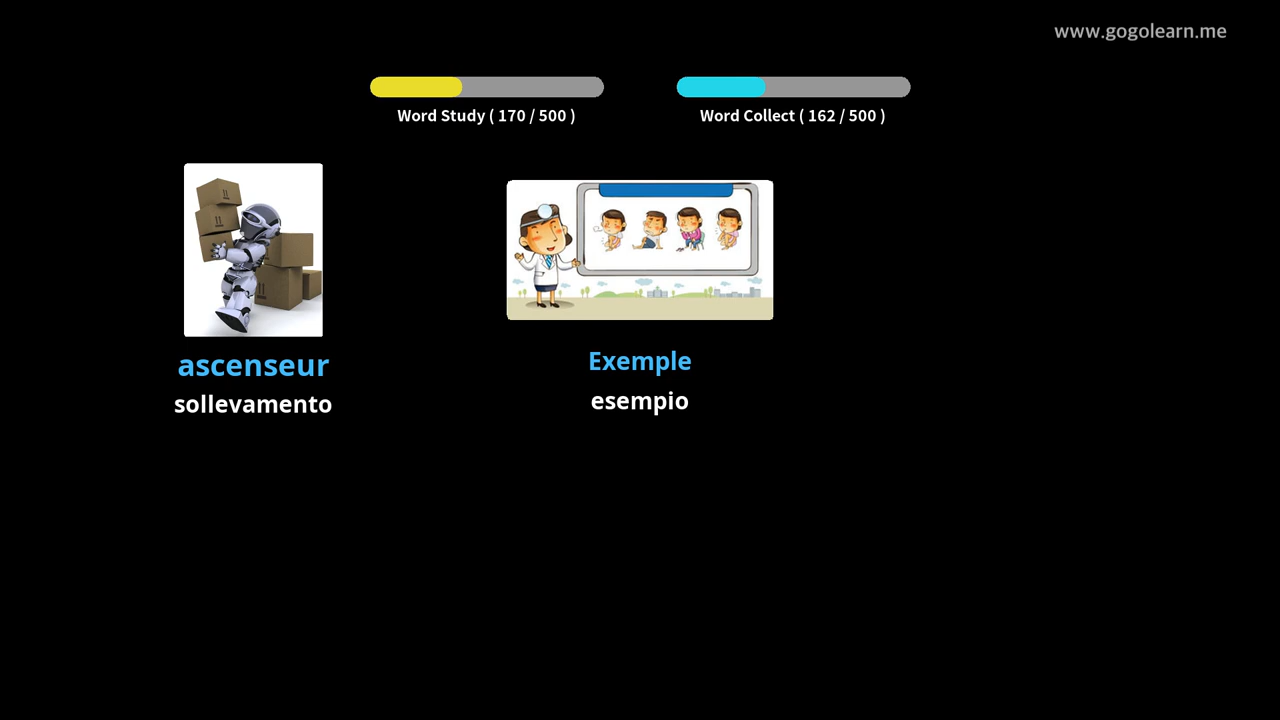 www.gogolearn.me
Word Study ( 170 / 500 )
Word Collect ( 162 / 500 )
ascenseur
sollevamento
Exemple
esempio